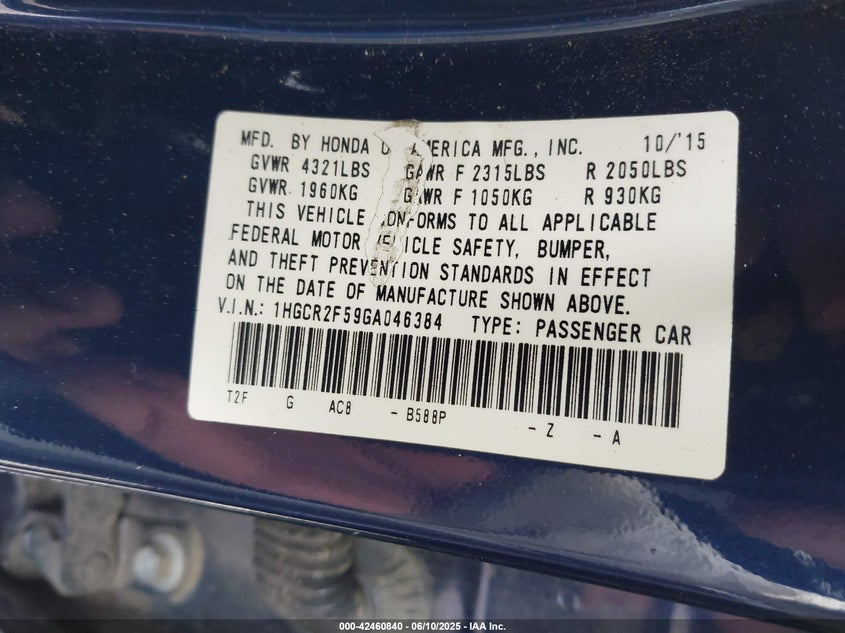 MFD. BY HONDA OF AMERICA MFG., INC. 10/'15
GVWR 4321LBS GAWR F 2315LBS R 2050LBS
GVWR 1960KG GAWR F 1050KG R 930KG
THIS VEHICLE CONFORMS TO ALL APPLICABLE
FEDERAL MOTOR VEHICLE SAFETY, BUMPER,
AND THEFT PREVENTION STANDARDS IN EFFECT
ON THE DATE OF MANUFACTURE SHOWN ABOVE.
V.I.N.: 1HGCR2F59GA046384 TYPE: PASSENGER CAR
T2F G AC8 - B588P - Z - A
000-42460840 - 06/10/2025 - IAA Inc.